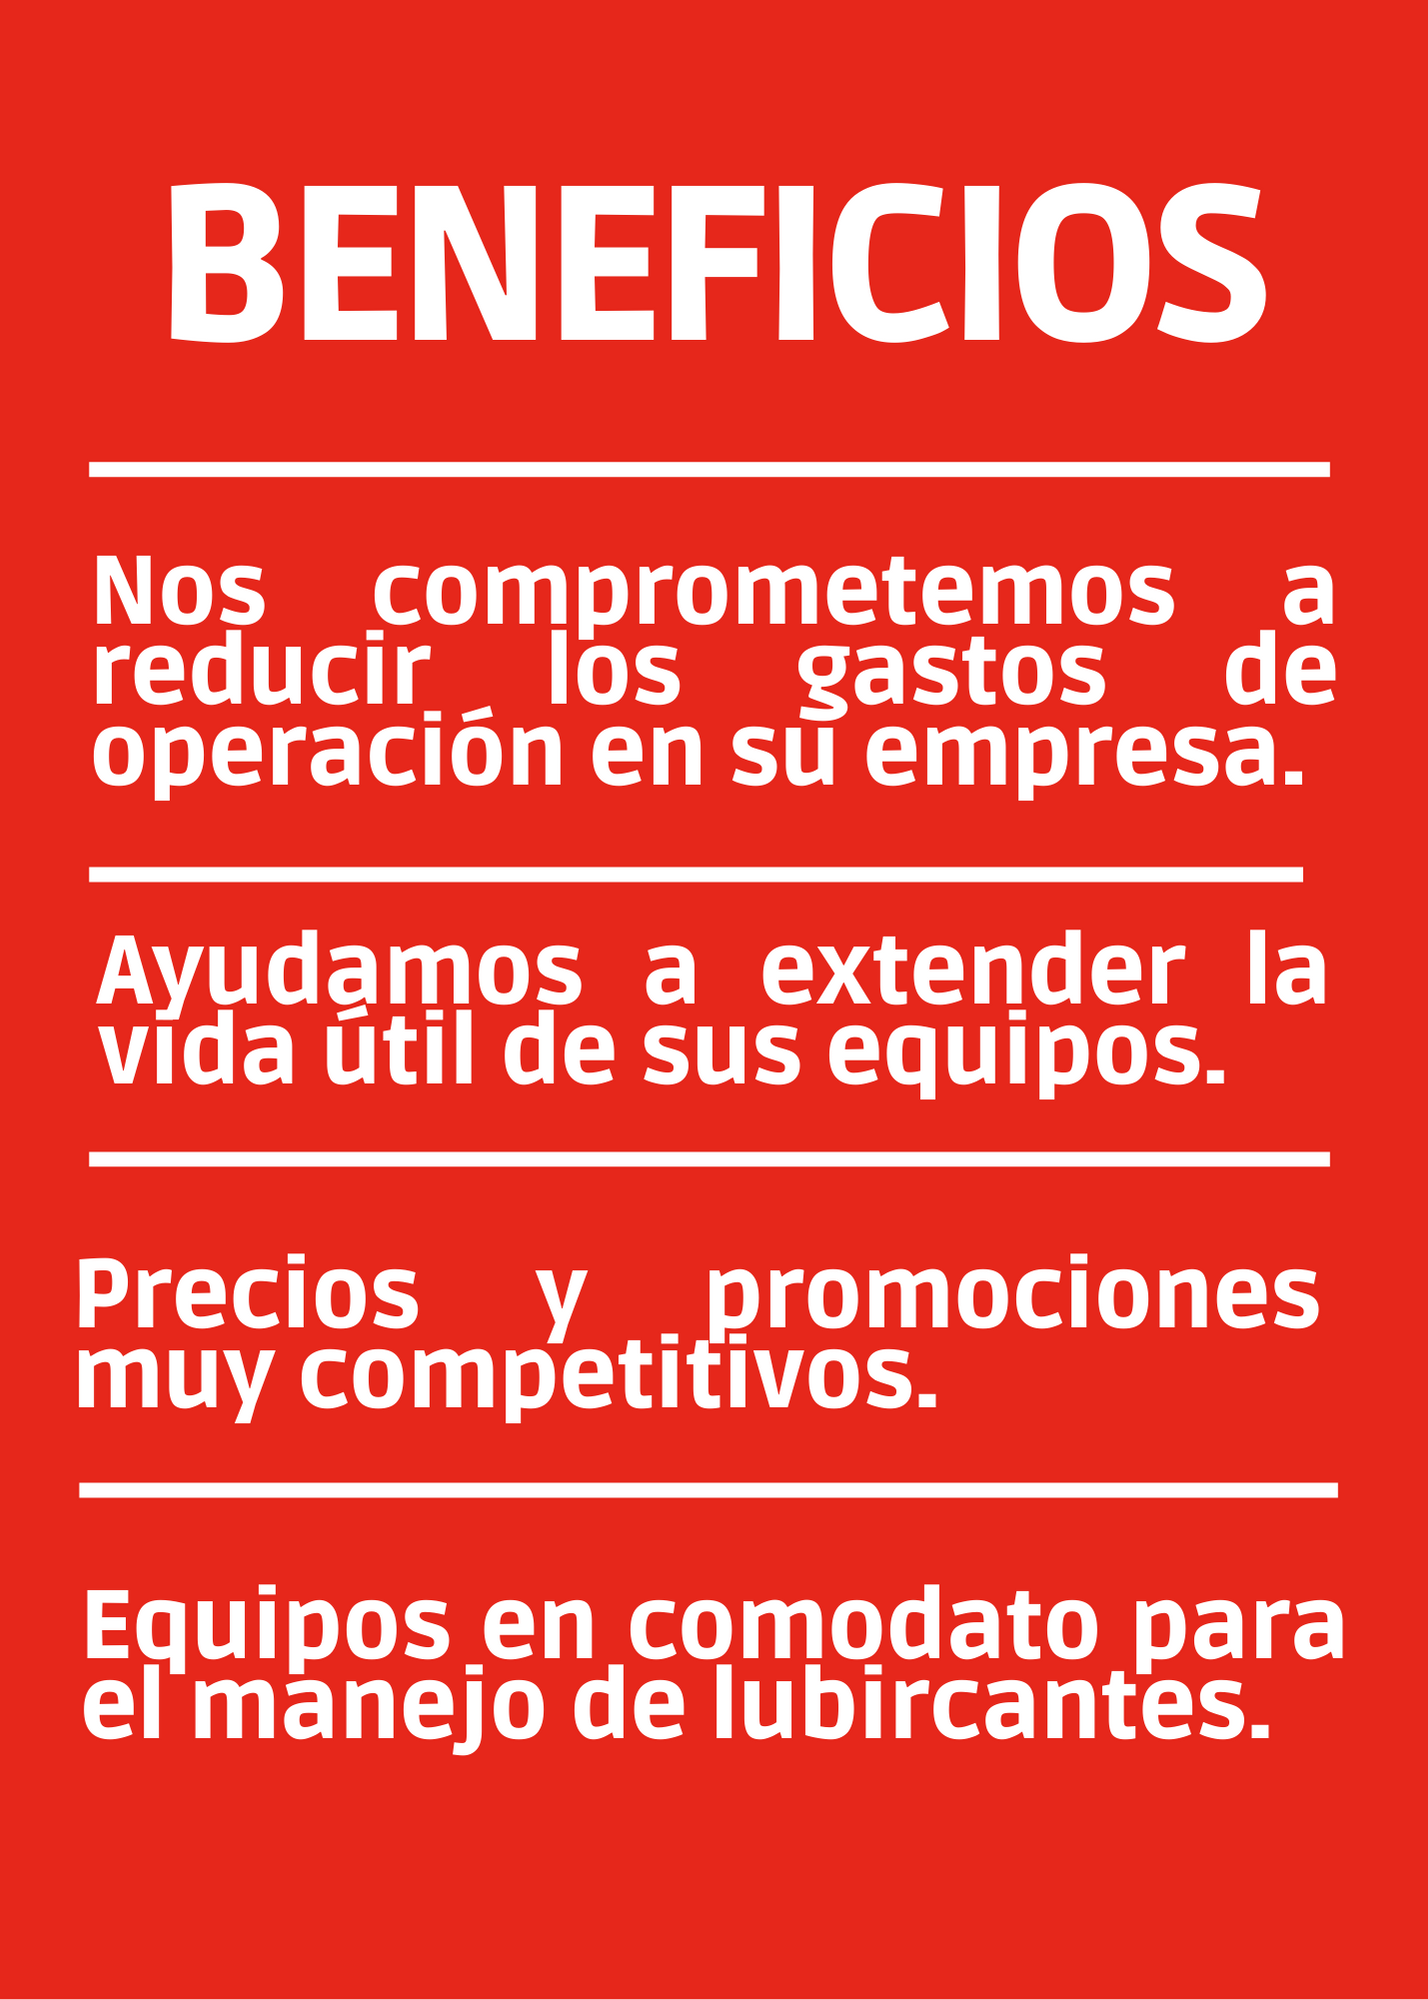 BENEFICIOS
Nos comprometemos a
reducir los gastos de
operación en su empresa.
Ayudamos a extender la
vida útil de sus equipos.
Precios y promociones
muy competitivos.
Equipos en comodato para
el manejo de lubircantes.